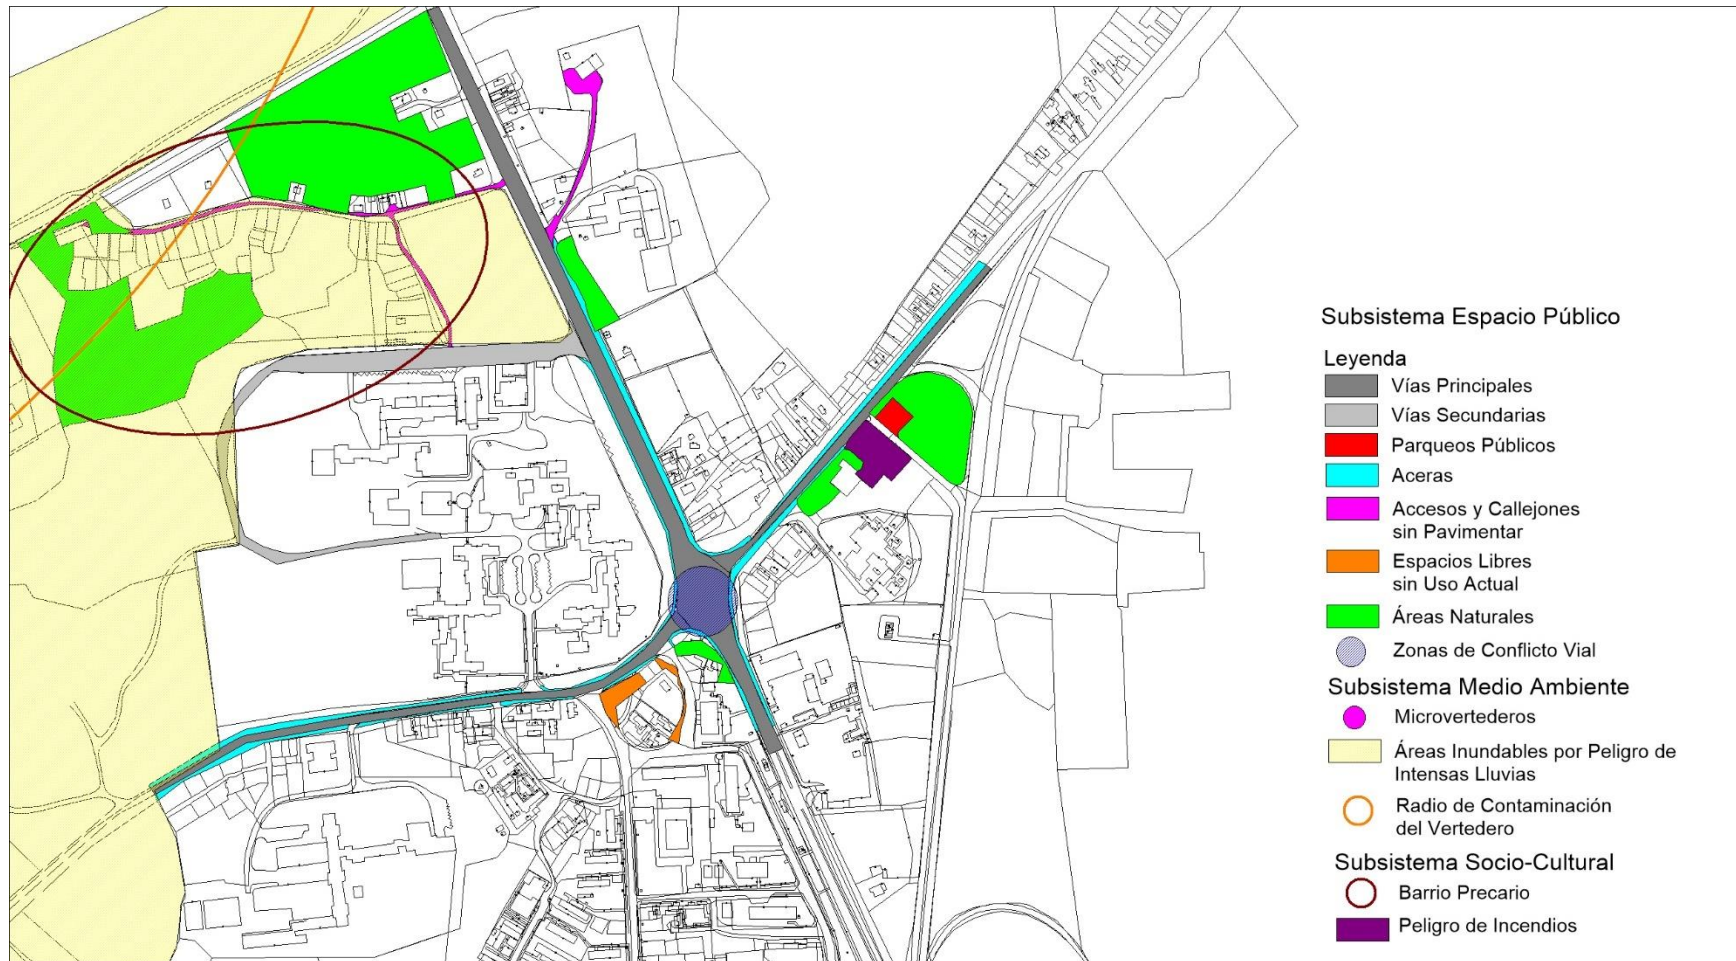 Subsistema Espacio Público
Leyenda
Vías Principales
Vías Secundarias
Parqueos Públicos
Aceras
Accesos y Callejones
sin Pavimentar
Espacios Libres
sin Uso Actual
Áreas Naturales
Zonas de Conflicto Vial
Subsistema Medio Ambiente
Microvertederos
Áreas Inundables por Peligro de
Intensas Lluvias
Radio de Contaminación
del Vertedero
Subsistema Socio-Cultural
Barrio Precario
Peligro de Incendios